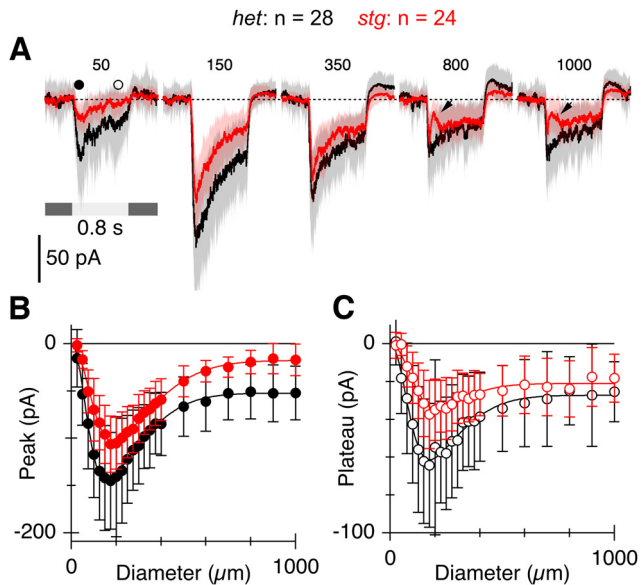 het: n = 28 stg: n = 24
A
50 150 350 800 1000
0.8 s
50 pA
B
C
0
0
Peak (pA)
Plateau (pA)
-200
-100
0 1000
0 1000
Diameter (μm)
Diameter (μm)